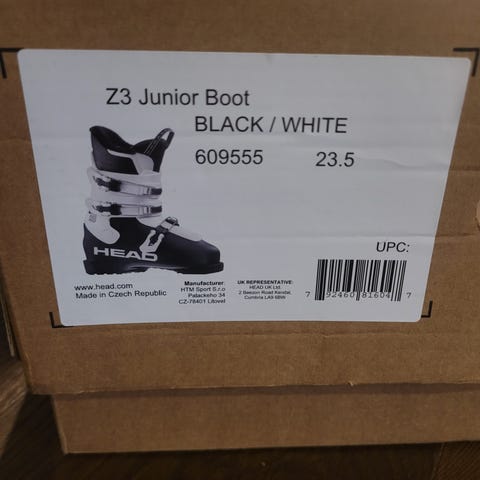 Z3 Junior Boot
BLACK / WHITE
609555 23.5
HEAD
UPC:
www.head.com
Made in Czech Republic
Manufacturer:
HTM Sport S.r.o
Palackeho 34
CZ-78401 Litovel
UK REPRESENTATIVE:
HEAD UK Ltd.
2 Beezon Road Kendal,
Cumbria LA9 6BW
7 92460 81604 7